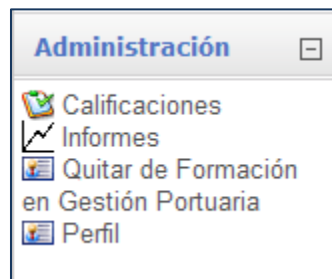 Administración
Calificaciones
Informes
Quitar de Formación
en Gestión Portuaria
Perfil